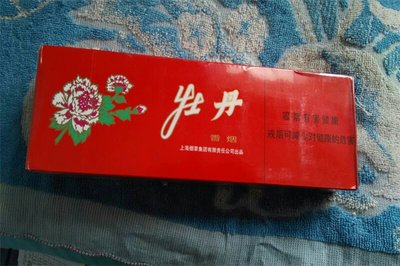 牡丹
香烟
上海烟草集团有限责任公司出品
吸烟有害健康
戒烟可减少对健康的危害